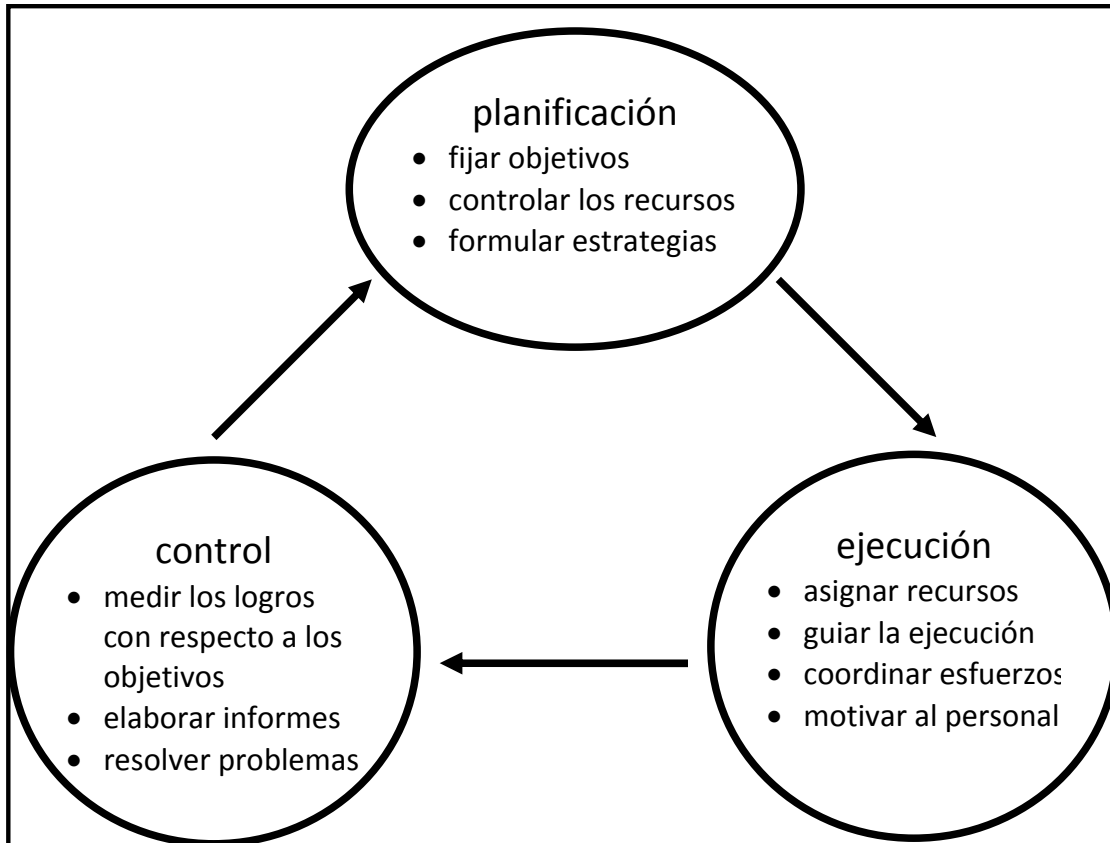 planificación
• fijar objetivos
• controlar los recursos
• formular estrategias
control
• medir los logros
con respecto a los
objetivos
• elaborar informes
• resolver problemas
ejecución
• asignar recursos
• guiar la ejecución
• coordinar esfuerzos
• motivar al personal